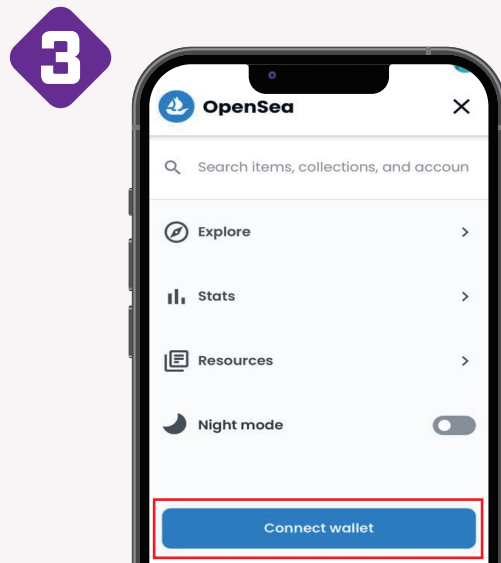 3
OpenSea
Search items, collections, and accoun
Explore
Stats
Resources
Night mode
Connect wallet